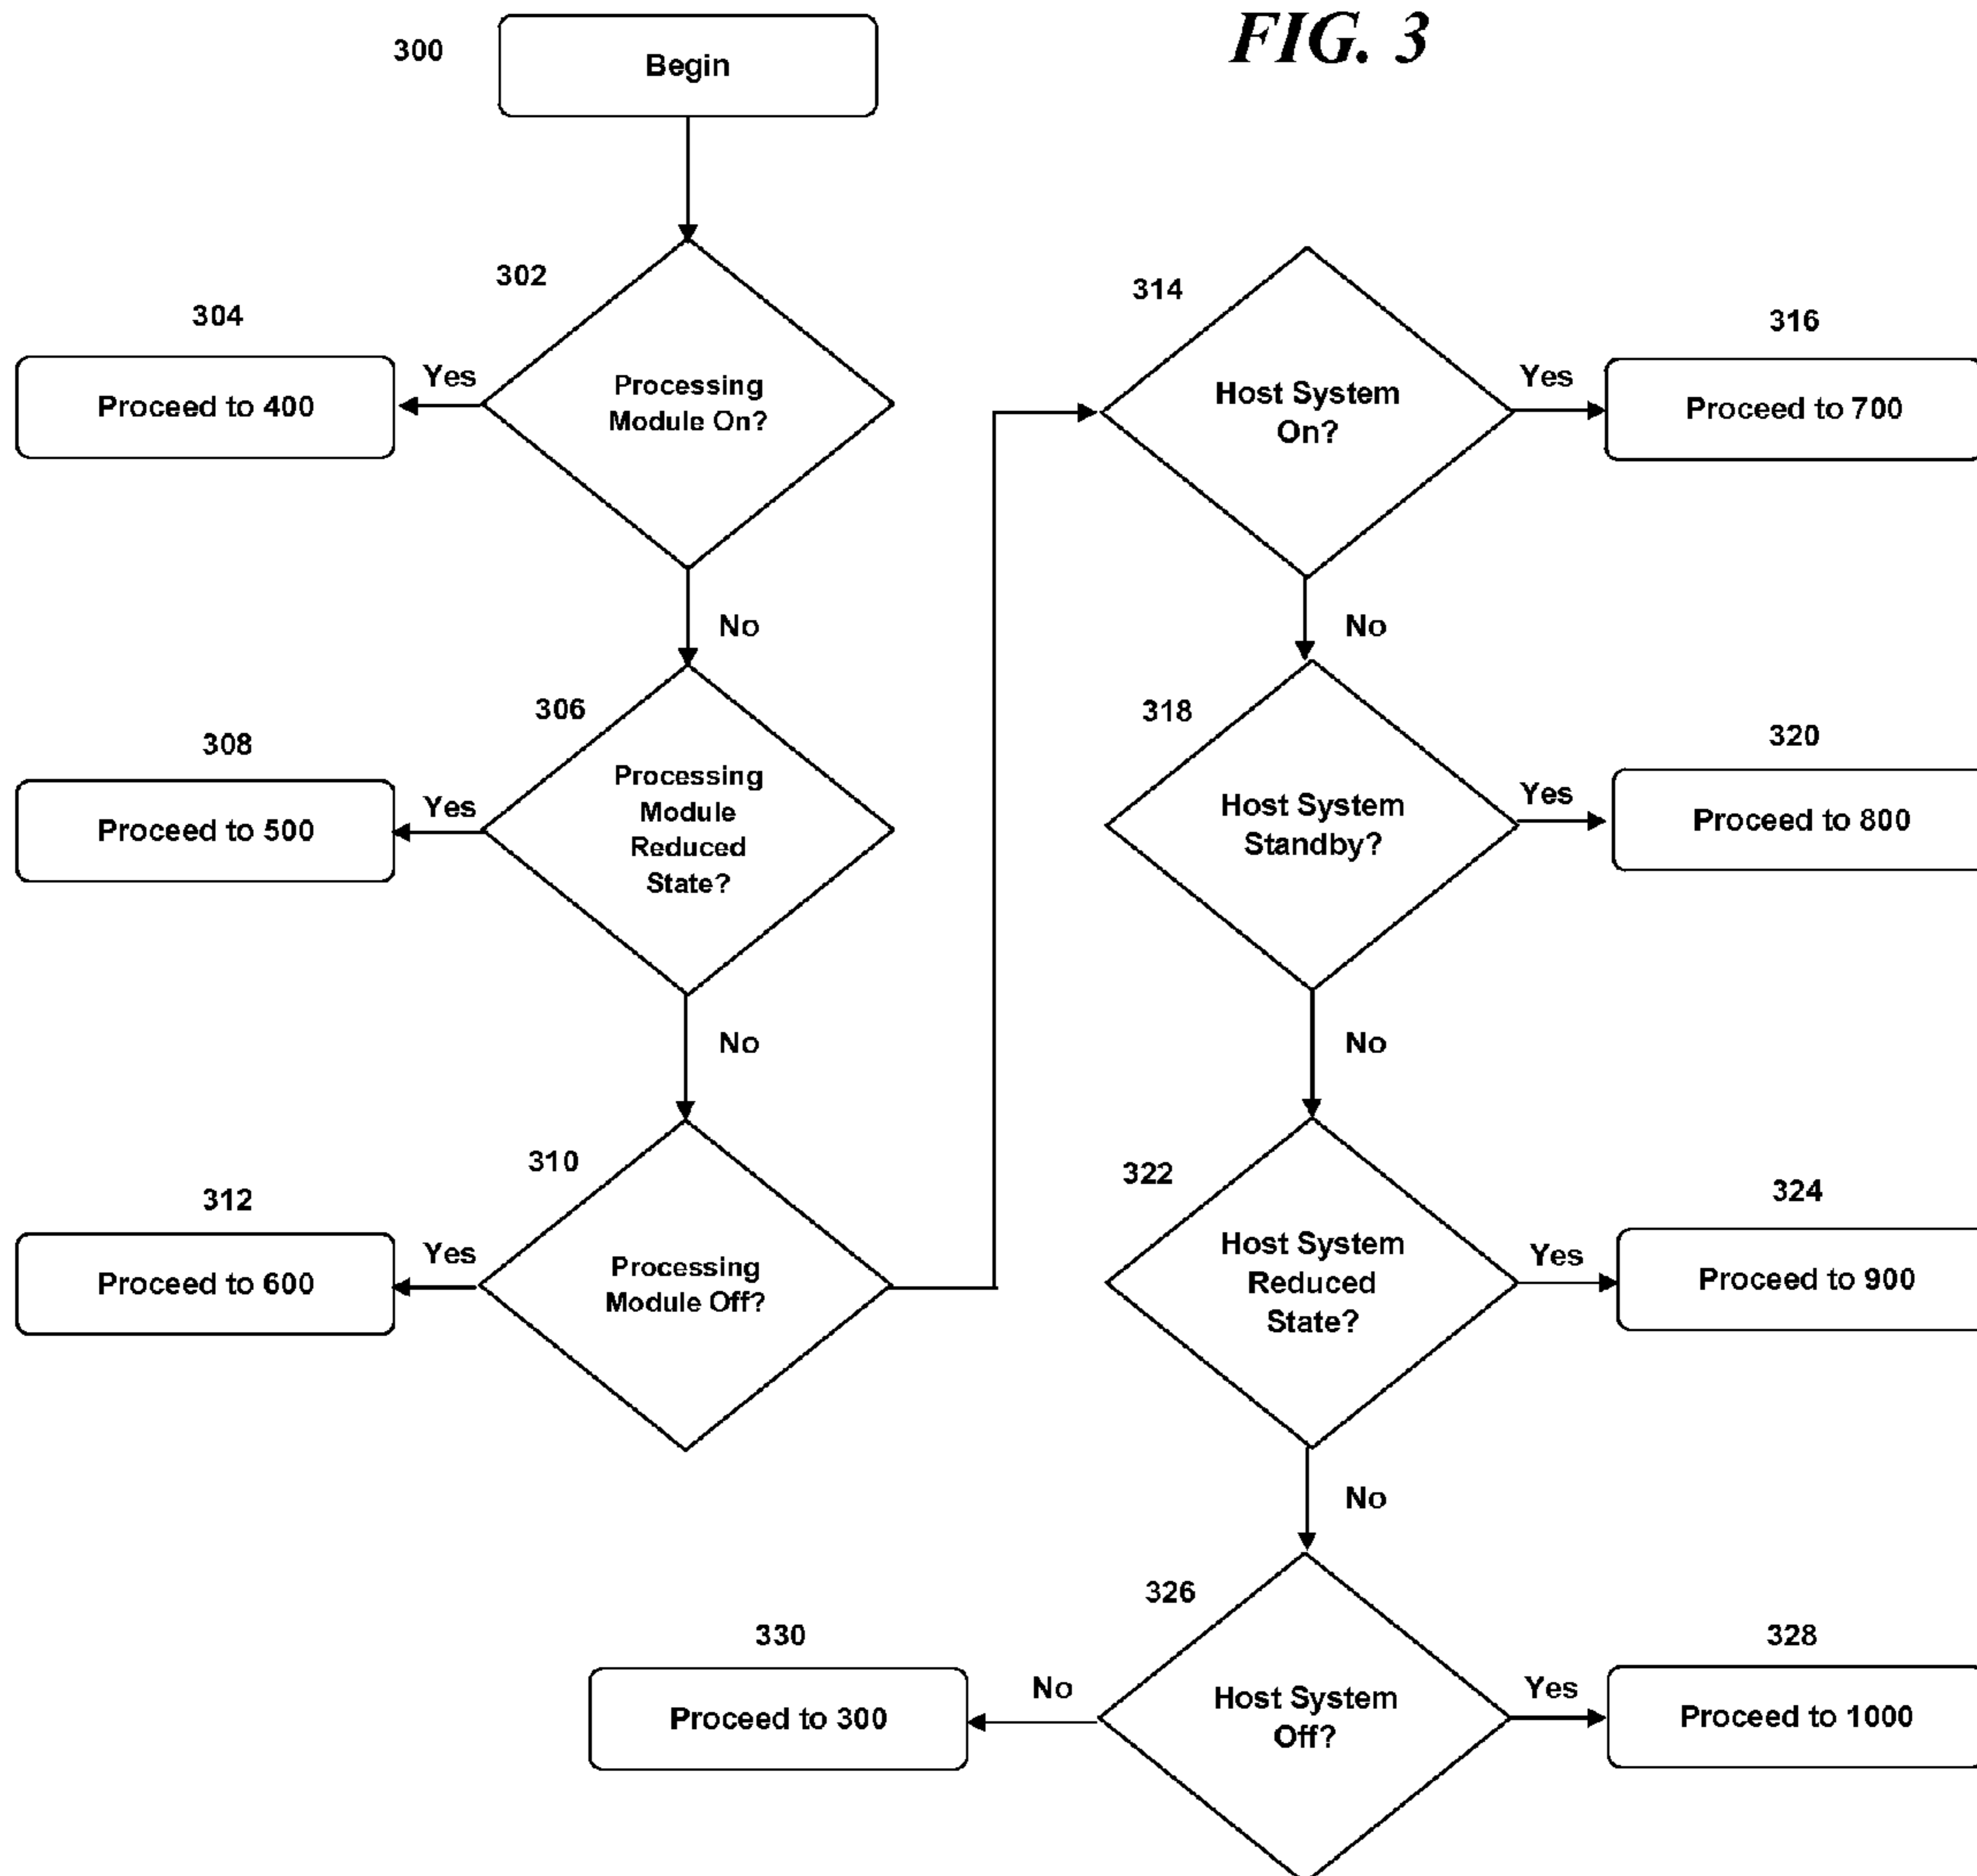 FIG. 3
300
Begin
302
Processing
Module On?
Yes
304
Proceed to 400
No
306
Processing
Module
Reduced
State?
Yes
308
Proceed to 500
No
310
Processing
Module Off?
Yes
312
Proceed to 600
314
Host System
On?
Yes
316
Proceed to 700
No
318
Host System
Standby?
Yes
320
Proceed to 800
No
322
Host System
Reduced
State?
Yes
324
Proceed to 900
No
326
Host System
Off?
Yes
328
Proceed to 1000
No
330
Proceed to 300